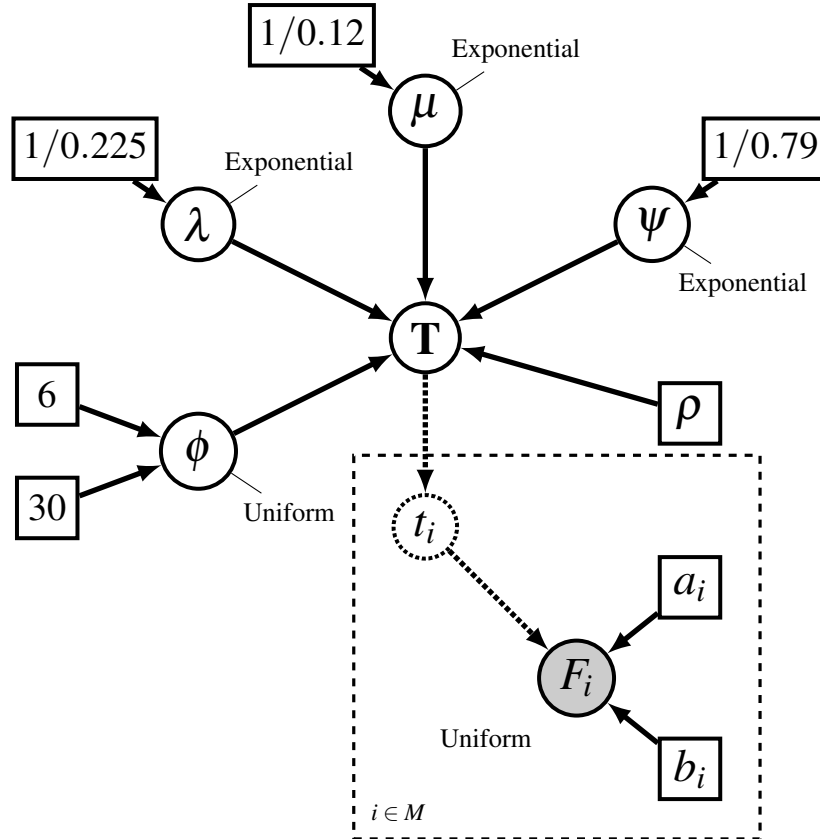 1/0.12
Exponential
μ
1/0.225
Exponential
λ
1/0.79
ψ
Exponential
T
6
30
ϕ
Uniform
ρ
t_i
a_i
F_i
Uniform
b_i
i ∈ M